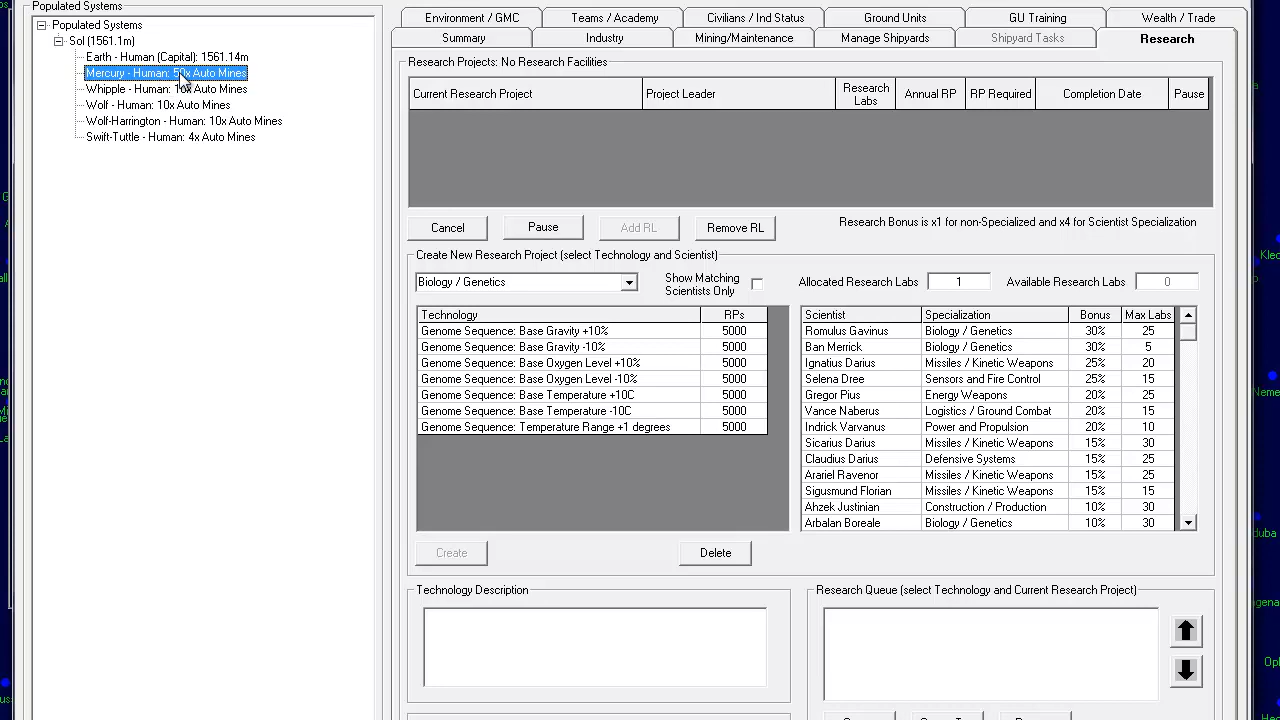 Populated Systems
Populated Systems
Sol (1561.1m)
Earth - Human (Capital): 1561.14m
Mercury - Human: 50x Auto Mines
Whipple - Human: 10x Auto Mines
Wolf - Human: 10x Auto Mines
Wolf-Harrington - Human: 10x Auto Mines
Swift-Tuttle - Human: 4x Auto Mines
Environment / GMC Teams / Academy Civilians / Ind Status Ground Units GU Training Wealth / Trade
Summary Industry Mining/Maintenance Manage Shipyards Shipyard Tasks Research
Research Projects: No Research Facilities
Current Research Project Project Leader Research Labs Annual RP RP Required Completion Date Pause
Cancel Pause Add RL Remove RL Research Bonus is x1 for non-Specialized and x4 for Scientist Specialization
Create New Research Project (select Technology and Scientist)
Biology / Genetics Show Matching Scientists Only Allocated Research Labs 1 Available Research Labs 0
Technology RPs
Genome Sequence: Base Gravity +10% 5000
Genome Sequence: Base Gravity -10% 5000
Genome Sequence: Base Oxygen Level +10% 5000
Genome Sequence: Base Oxygen Level -10% 5000
Genome Sequence: Base Temperature +10C 5000
Genome Sequence: Base Temperature -10C 5000
Genome Sequence: Temperature Range +1 degrees 5000
Scientist Specialization Bonus Max Labs
Romulus Gavinus Biology / Genetics 30% 25
Ban Merrick Biology / Genetics 30% 5
Ignatius Darius Missiles / Kinetic Weapons 25% 20
Selena Dree Sensors and Fire Control 25% 15
Gregor Pius Energy Weapons 20% 25
Vance Naberus Logistics / Ground Combat 20% 15
Indrick Varvanus Power and Propulsion 20% 10
Sicarius Darius Missiles / Kinetic Weapons 15% 30
Claudius Darius Defensive Systems 15% 25
Arariel Ravenor Missiles / Kinetic Weapons 15% 25
Sigusmund Florian Missiles / Kinetic Weapons 15% 15
Ahzek Justinian Construction / Production 10% 30
Arbalan Boreale Biology / Genetics 10% 30
Create Delete
Technology Description Research Queue (select Technology and Current Research Project)